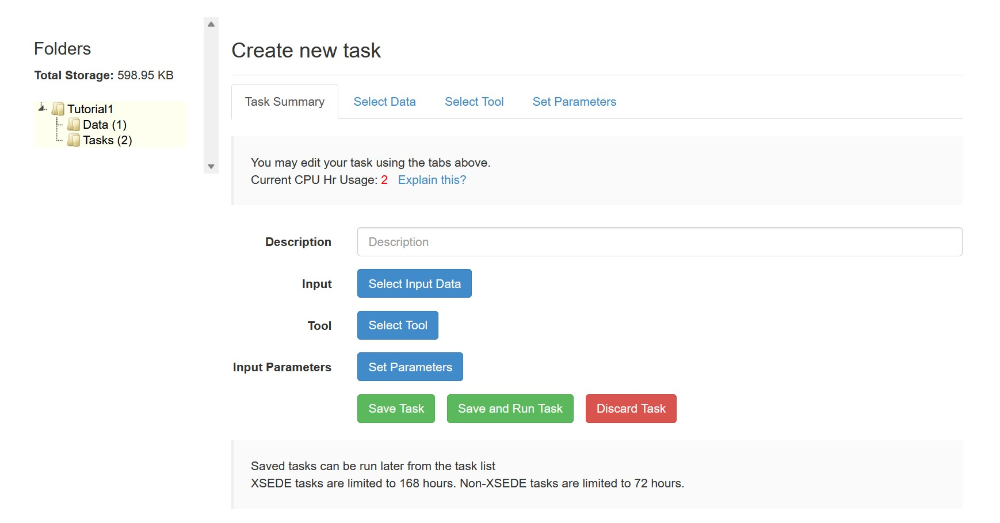 Folders
Total Storage: 598.95 KB
Tutorial1
Data (1)
Tasks (2)
Create new task
Task Summary Select Data Select Tool Set Parameters
You may edit your task using the tabs above.
Current CPU Hr Usage: 2 Explain this?
Description Description
Input Select Input Data
Tool Select Tool
Input Parameters Set Parameters
Save Task Save and Run Task Discard Task
Saved tasks can be run later from the task list
XSEDE tasks are limited to 168 hours. Non-XSEDE tasks are limited to 72 hours.